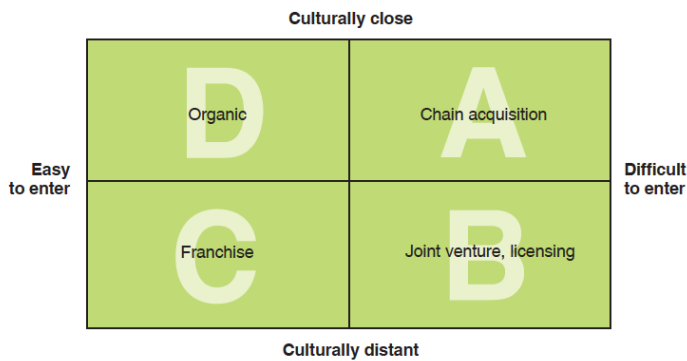 Culturally close
D
Organic
A
Chain acquisition
Easy
to enter
Difficult
to enter
C
Franchise
B
Joint venture, licensing
Culturally distant